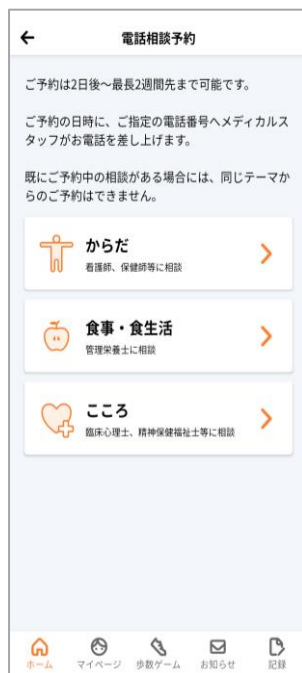 電話相談予約
ご予約は2日後~最長2週間先まで可能です。
ご予約の日時に、ご指定の電話番号へメディカルス
タッフがお電話を差し上げます。
既にご予約中の相談がある場合には、同じテーマか
らのご予約はできません。
からだ
看護師、保健師等に相談
食事・食生活
管理栄養士に相談
こころ
臨床心理士、精神保健福祉士等に相談
ホーム
マイページ
歩数ゲーム
お知らせ
記録